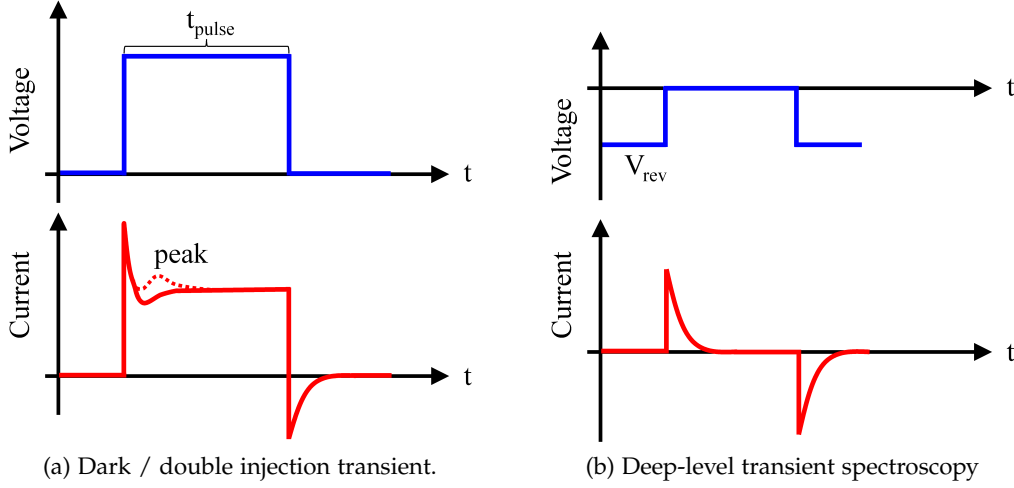 t_pulse
Voltage
t
peak
Current
t
(a) Dark / double injection transient.
t
Voltage
V_rev
Current
t
(b) Deep-level transient spectroscopy